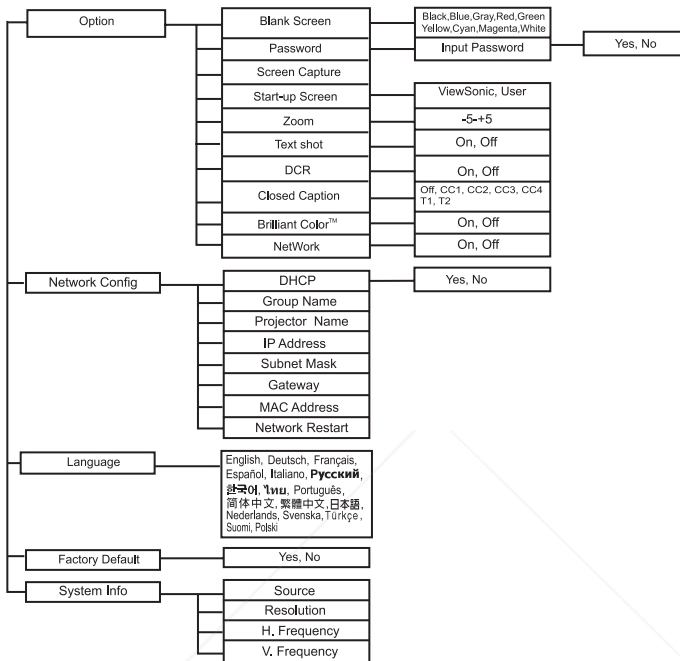 Option
Blank Screen
Black,Blue,Gray,Red,Green
Yellow,Cyan,Magenta,White
Password
Input Password
Yes, No
Screen Capture
Start-up Screen
ViewSonic, User
Zoom
-5-+5
Text shot
On, Off
DCR
On, Off
Closed Caption
Off, CC1, CC2, CC3, CC4
T1, T2
Brilliant Color™
On, Off
NetWork
On, Off
Network Config
DHCP
Yes, No
Group Name
Projector Name
IP Address
Subnet Mask
Gateway
MAC Address
Network Restart
Language
English, Deutsch, Français,
Español, Italiano, Русский,
한국어, ไทย, Português,
简体中文, 繁體中文, 日本語,
Nederlands, Svenska, Türkçe,
Suomi, Polski
Factory Default
Yes, No
System Info
Source
Resolution
H. Frequency
V. Frequency